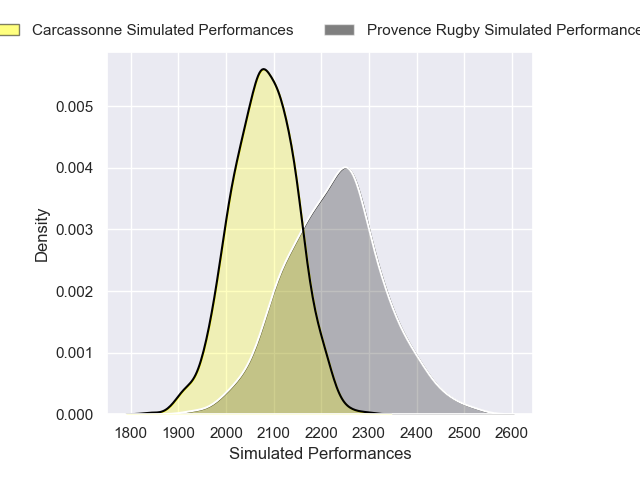 Carcassonne Simulated Performances Provence Rugby Simulated Performance
0.005
0.004
0.003
0.002
0.001
0.000
Density
1800 1900 2000 2100 2200 2300 2400 2500 2600
Simulated Performances